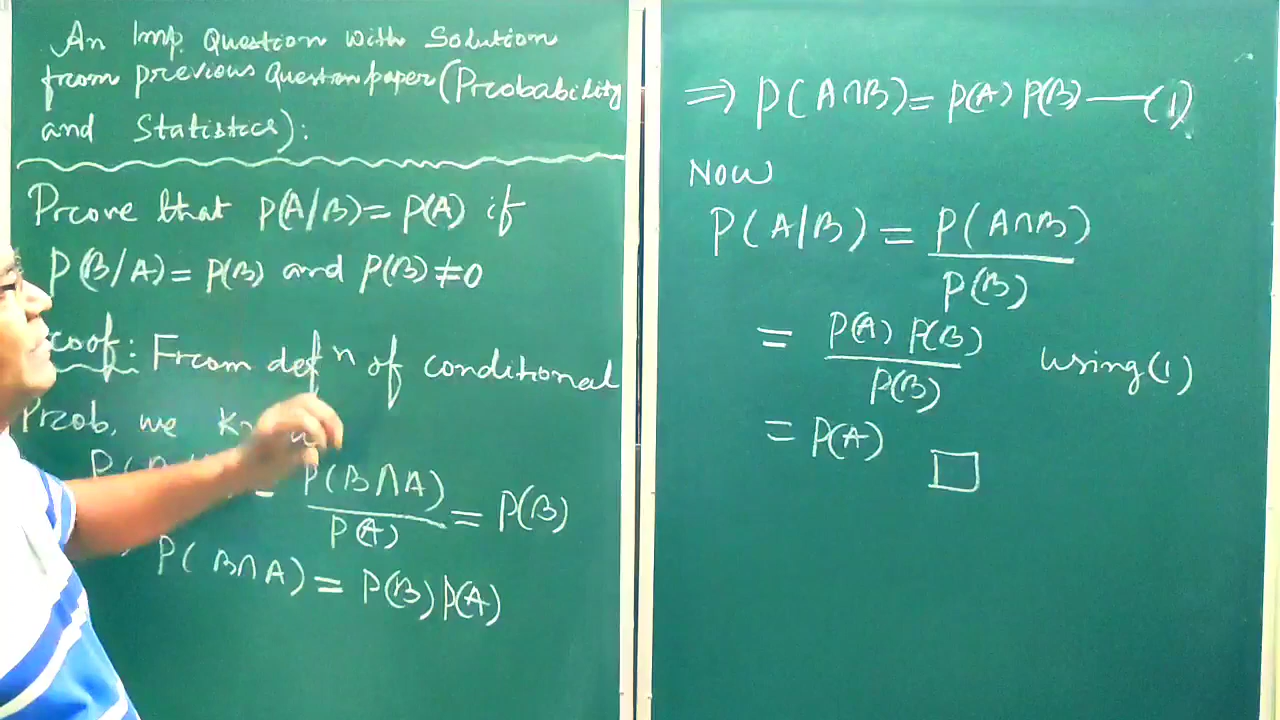 An Imp. Question with Solution
from previous Question paper (Probability
and Statistics):
Prove that P(A/B) = P(A) if
P(B/A) = P(B) and P(B) ≠ 0
oof: From defn of conditional
Prob, we
= P(B∩A)/P(A) = P(B)
P(B∩A) = P(B) P(A)
⇒ P(A∩B) = P(A) P(B) —(1)
Now
P(A/B) = P(A∩B)/P(B)
= P(A) P(B)/P(B) using (1)
= P(A) □